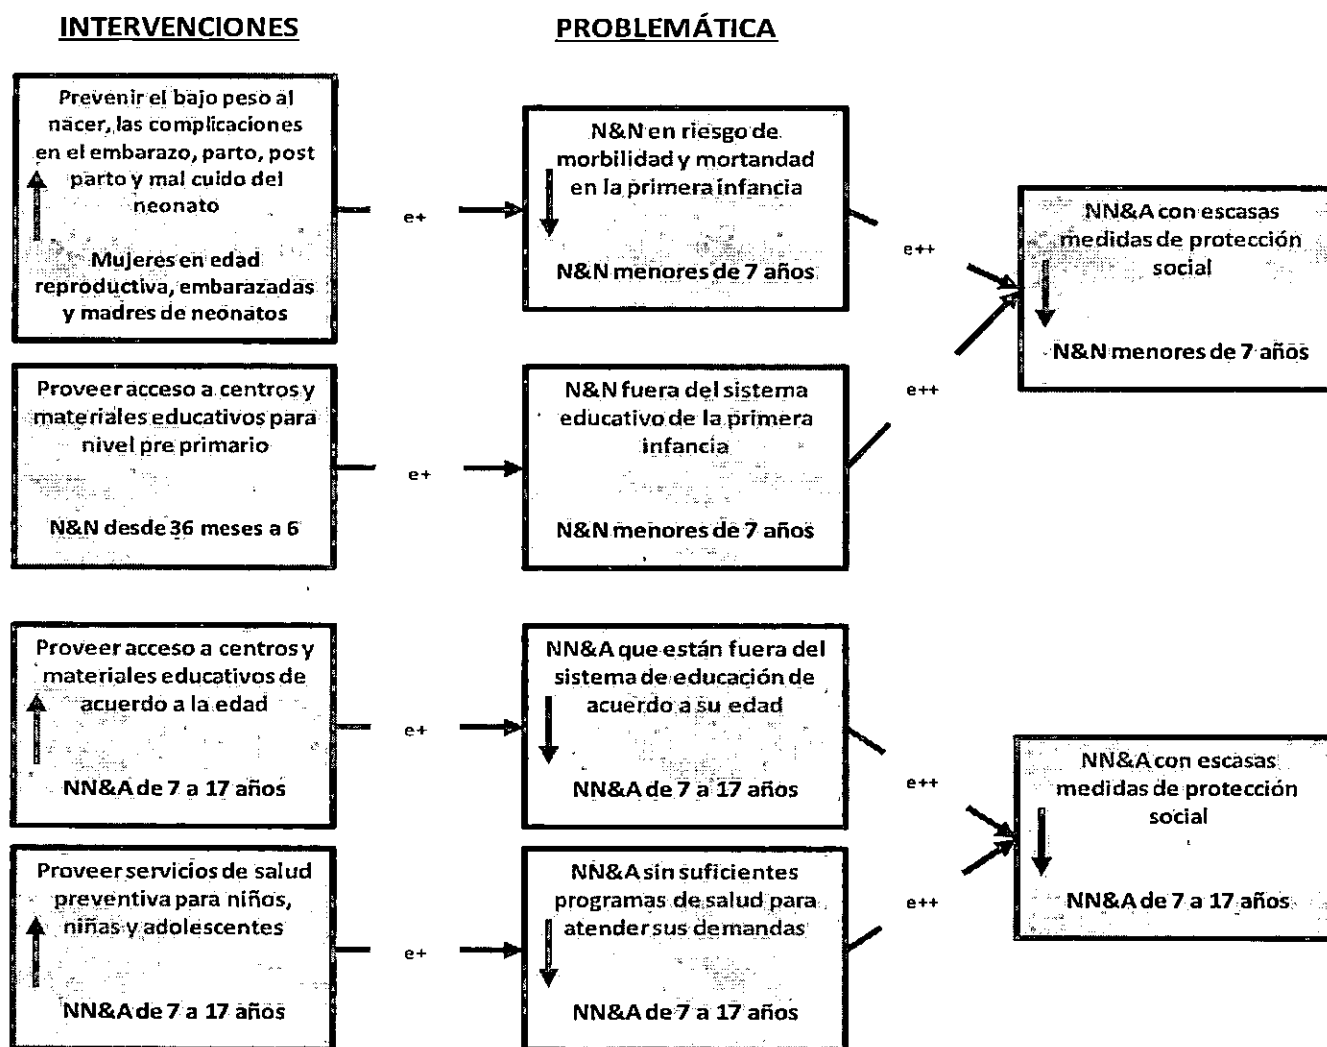 INTERVENCIONES
PROBLEMÁTICA
Prevenir el bajo peso al
nacer, las complicaciones
en el embarazo, parto, post
parto y mal cuido del
neonato
Mujeres en edad
reproductiva, embarazadas
y madres de neonatos
e+
N&N en riesgo de
morbilidad y mortandad
en la primera infancia
N&N menores de 7 años
e++
NN&A con escasas
medidas de protección
social
N&N menores de 7 años
Proveer acceso a centros y
materiales educativos para
nivel pre primario
N&N desde 36 meses a 6
e+
N&N fuera del sistema
educativo de la primera
infancia
N&N menores de 7 años
e++
Proveer acceso a centros y
materiales educativos de
acuerdo a la edad
NN&A de 7 a 17 años
e+
NN&A que están fuera del
sistema de educación de
acuerdo a su edad
NN&A de 7 a 17 años
e++
NN&A con escasas
medidas de protección
social
NN&A de 7 a 17 años
Proveer servicios de salud
preventiva para niños,
niñas y adolescentes
NN&A de 7 a 17 años
e+
NN&A sin suficientes
programas de salud para
atender sus demandas
NN&A de 7 a 17 años
e++